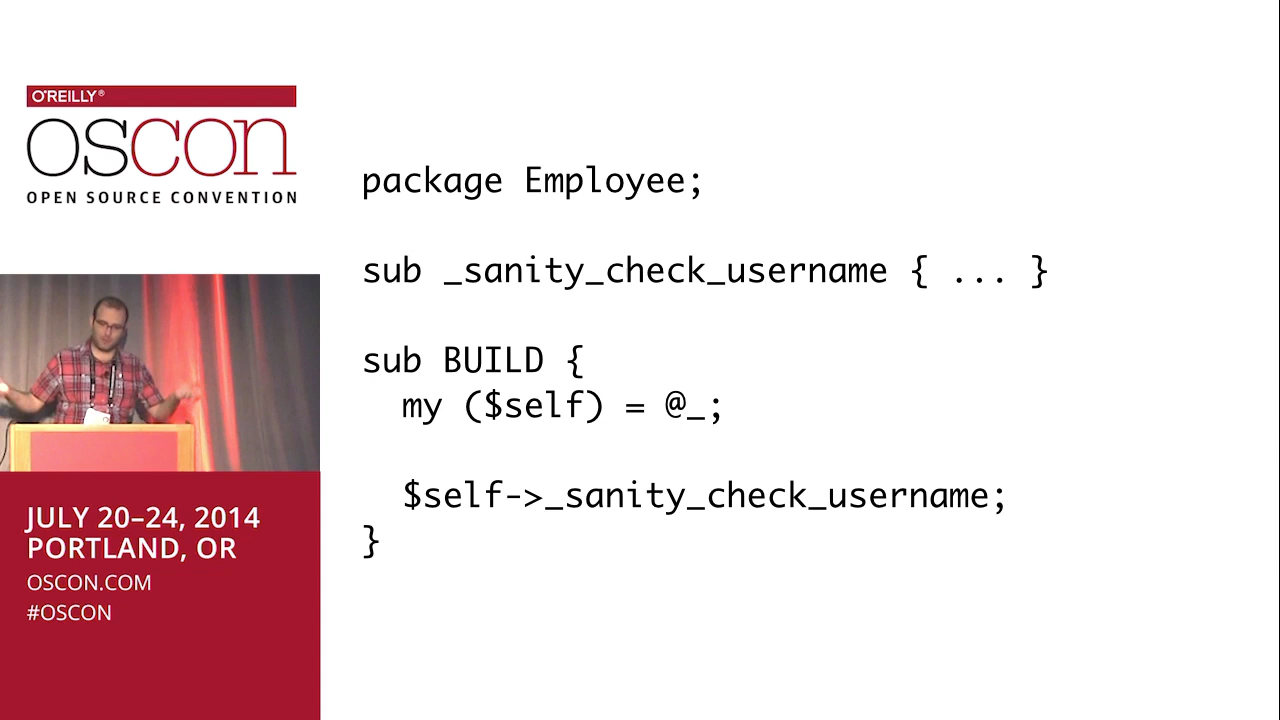 O'REILLY®
OSCON
OPEN SOURCE CONVENTION
JULY 20–24, 2014
PORTLAND, OR
OSCON.COM
#OSCON
package Employee;
sub _sanity_check_username { ... }
sub BUILD {
my ($self) = @_;
$self->_sanity_check_username;
}